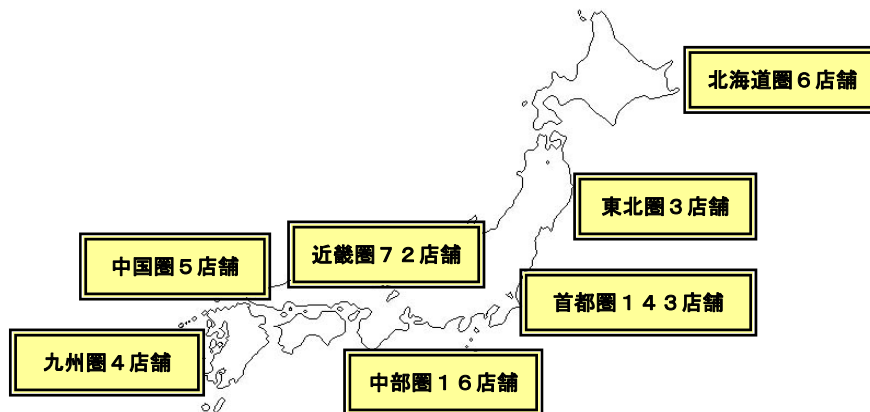 北海道圏６店舗
東北圏３店舗
近畿圏７２店舗
中国圏５店舗
首都圏１４３店舗
九州圏４店舗
中部圏１６店舗